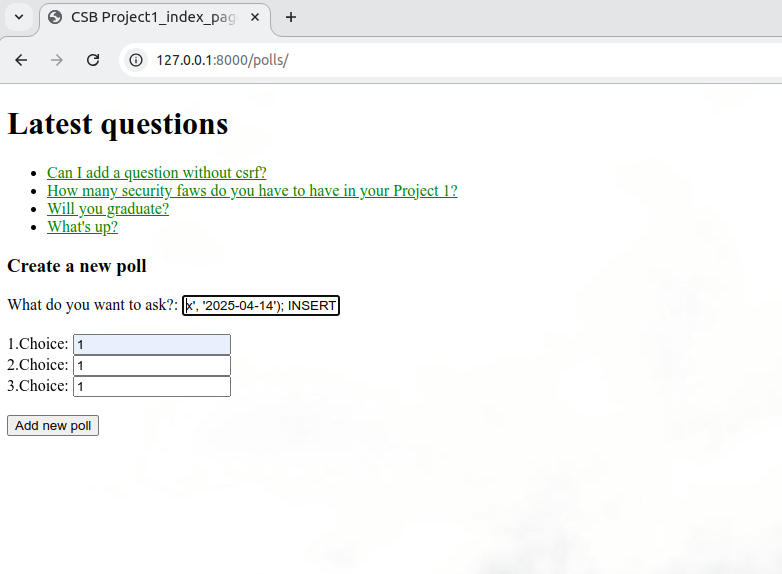 CSB Project1_index_pag
127.0.0.1:8000/polls/
Latest questions
Can I add a question without csrf?
How many security faws do you have to have in your Project 1?
Will you graduate?
What's up?
Create a new poll
What do you want to ask?: x', '2025-04-14'); INSERT
1.Choice: 1
2.Choice: 1
3.Choice: 1
Add new poll